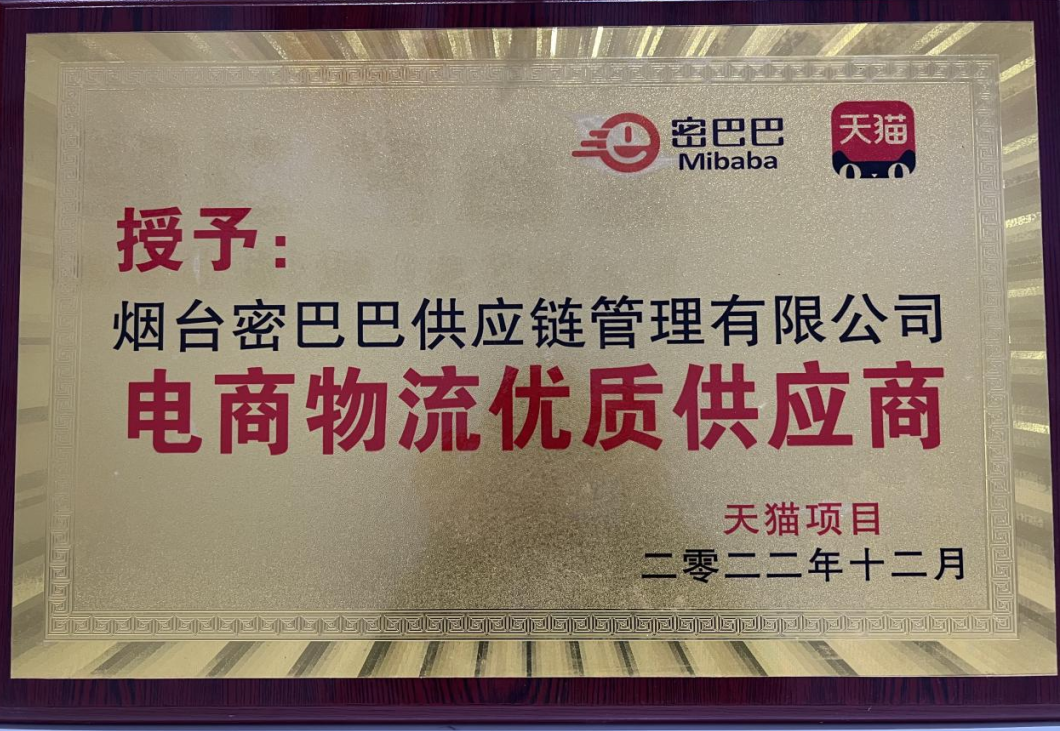 密巴巴
Mibaba
天猫
授予：
烟台密巴巴供应链管理有限公司
电商物流优质供应商
天猫项目
二零二二年十二月